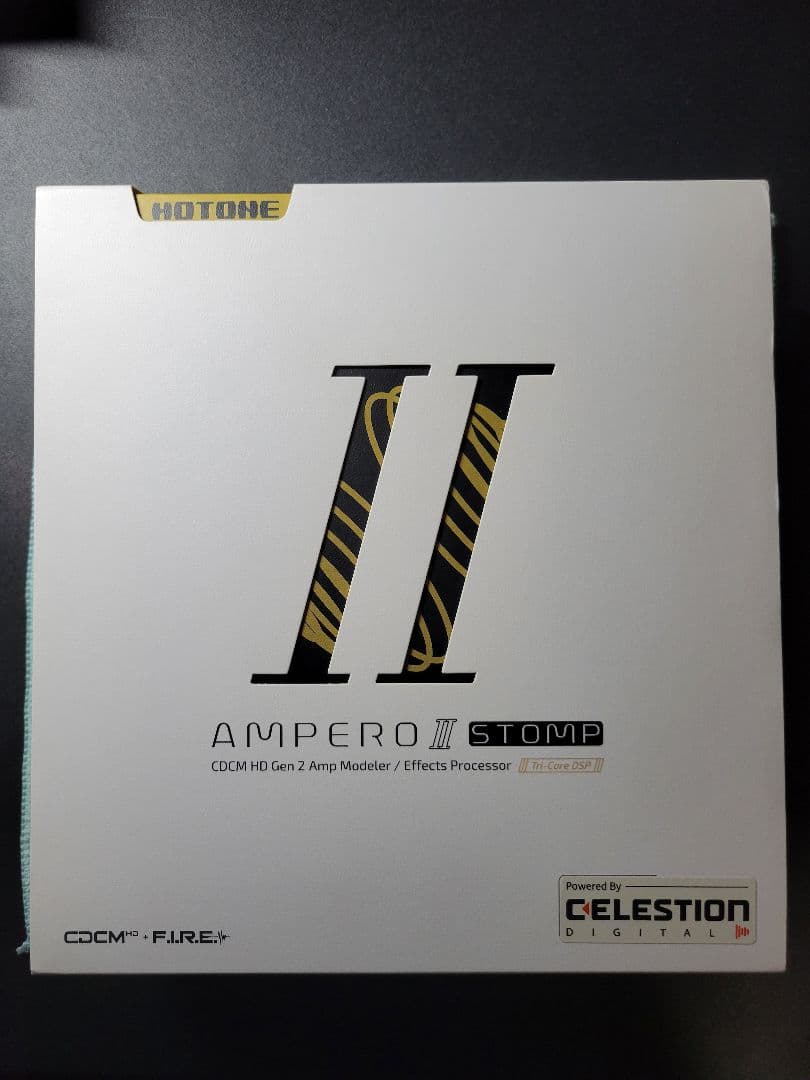 HOTONE
II
AMPERO II STOMP
CDCM HD Gen 2 Amp Modeler / Effects Processor Tri-Core DSP
Powered By
CELESTION
DIGITAL
CDCM HD + F.I.R.E.